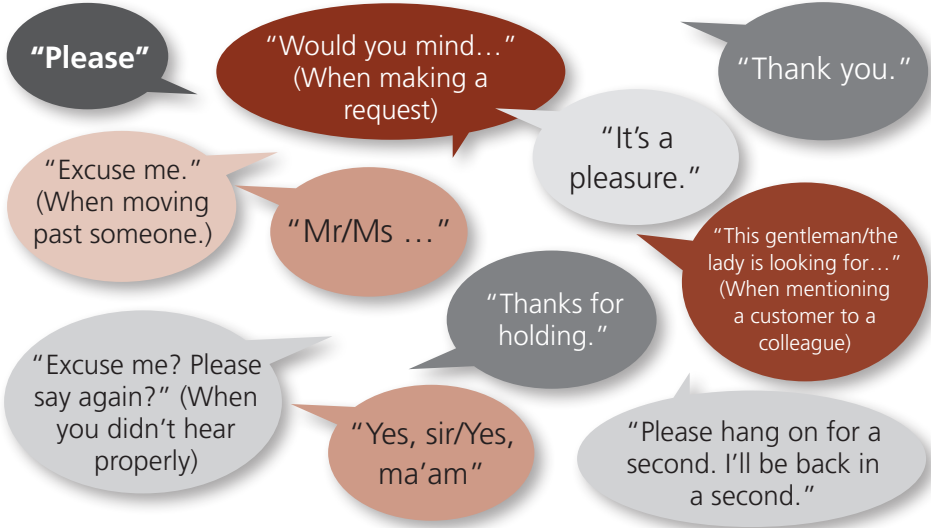 “Please”
“Would you mind…”
(When making a
request)
“Thank you.”
“It’s a
pleasure.”
“Excuse me.”
(When moving
past someone.)
“Mr/Ms …”
“This gentleman/the
lady is looking for…”
(When mentioning
a customer to a
colleague)
“Thanks for
holding.”
“Excuse me? Please
say again?” (When
you didn’t hear
properly)
“Yes, sir/Yes,
ma’am”
“Please hang on for a
second. I’ll be back in
a second.”